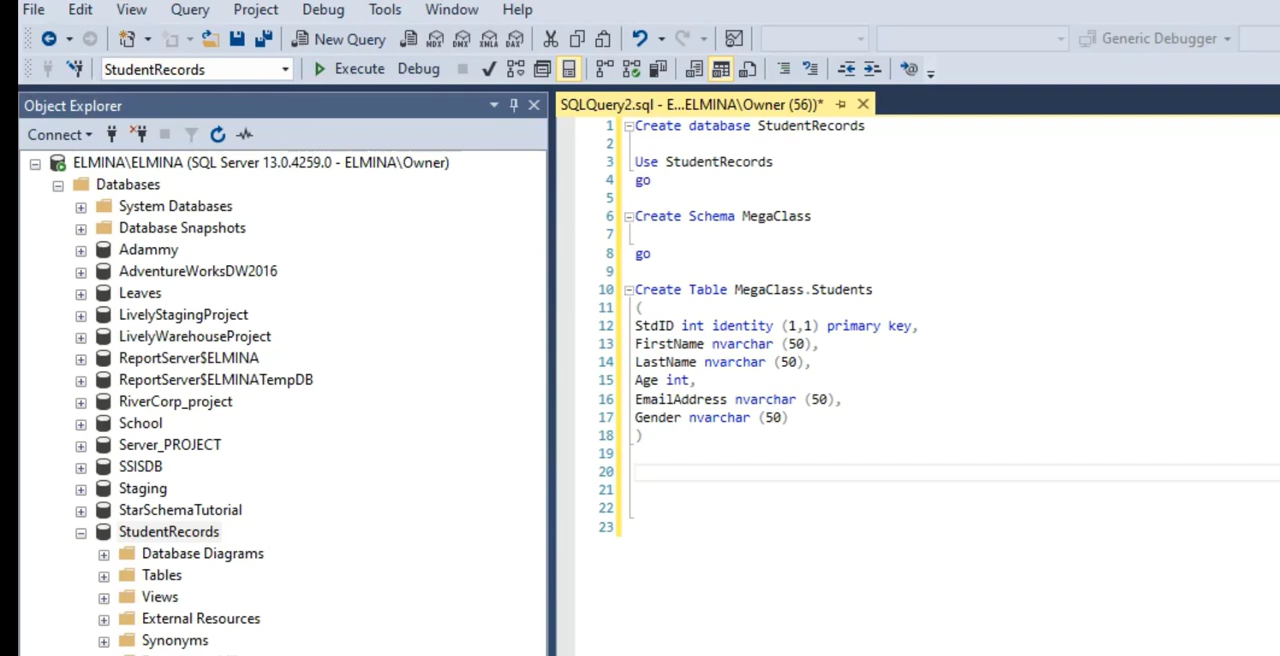 File Edit View Query Project Debug Tools Window Help
New Query MDX DMX XMLA DAX Generic Debugger
StudentRecords Execute Debug
Object Explorer
Connect
ELMINA\ELMINA (SQL Server 13.0.4259.0 - ELMINA\Owner)
Databases
System Databases
Database Snapshots
Adammy
AdventureWorksDW2016
Leaves
LivelyStagingProject
LivelyWarehouseProject
ReportServer$ELMINA
ReportServer$ELMINATempDB
RiverCorp_project
School
Server_PROJECT
SSISDB
Staging
StarSchemaTutorial
StudentRecords
Database Diagrams
Tables
Views
External Resources
Synonyms
SQLQuery2.sql - E...ELMINA\Owner (56))*
1 Create database StudentRecords
2
3 Use StudentRecords
4 go
5
6 Create Schema MegaClass
7
8 go
9
10 Create Table MegaClass.Students
11 (
12 StdID int identity (1,1) primary key,
13 FirstName nvarchar (50),
14 LastName nvarchar (50),
15 Age int,
16 EmailAddress nvarchar (50),
17 Gender nvarchar (50)
18 )
19
20
21
22
23